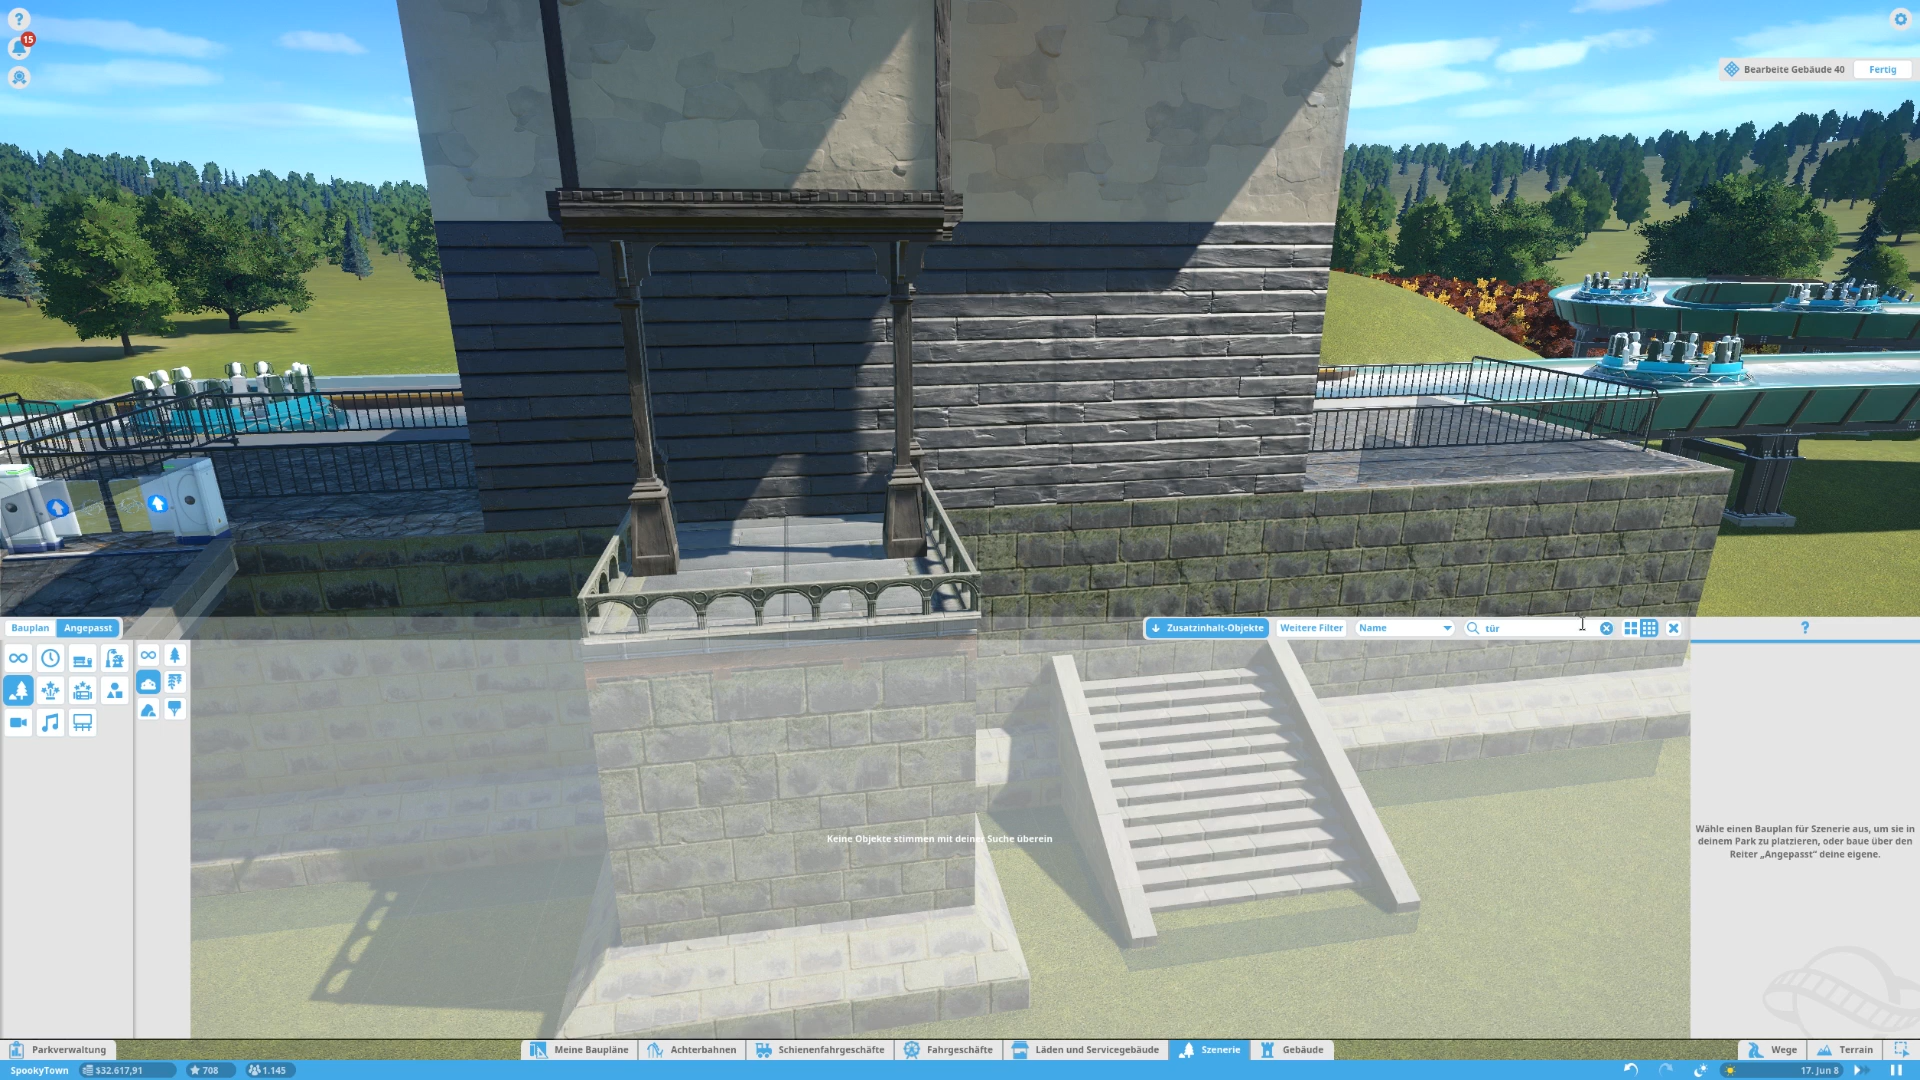 ?
15
Bearbeite Gebäude 40
Fertig
Bauplan
Angepasst
Zusatzinhalt-Objekte
Weitere Filter
Name
tür
?
Keine Objekte stimmen mit deiner Suche überein
Wähle einen Bauplan für Szenerie aus, um sie in
deinem Park zu platzieren, oder baue über den
Reiter „Angepasst" deine eigene.
Parkverwaltung
Meine Baupläne
Achterbahnen
Schienenfahrgeschäfte
Fahrgeschäfte
Läden und Servicegebäude
Szenerie
Gebäude
Wege
Terrain
SpookyTown
$32.617,91
708
1.145
17. Jun 8